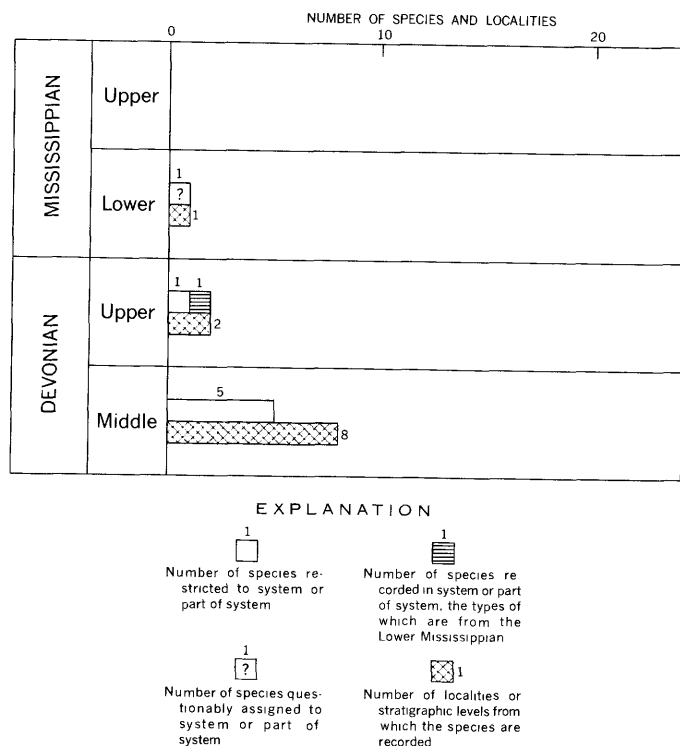 NUMBER OF SPECIES AND LOCALITIES
0 10 20
MISSISSIPPIAN
Upper
Lower
1
?
1
DEVONIAN
Upper
1 1
2
Middle
5
8
EXPLANATION
1
Number of species re-
stricted to system or
part of system
1
Number of species re
corded in system or part
of system, the types of
which are from the
Lower Mississippian
1
?
Number of species ques-
tionably assigned to
system or part of
system
1
Number of localities or
stratigraphic levels from
which the species are
recorded